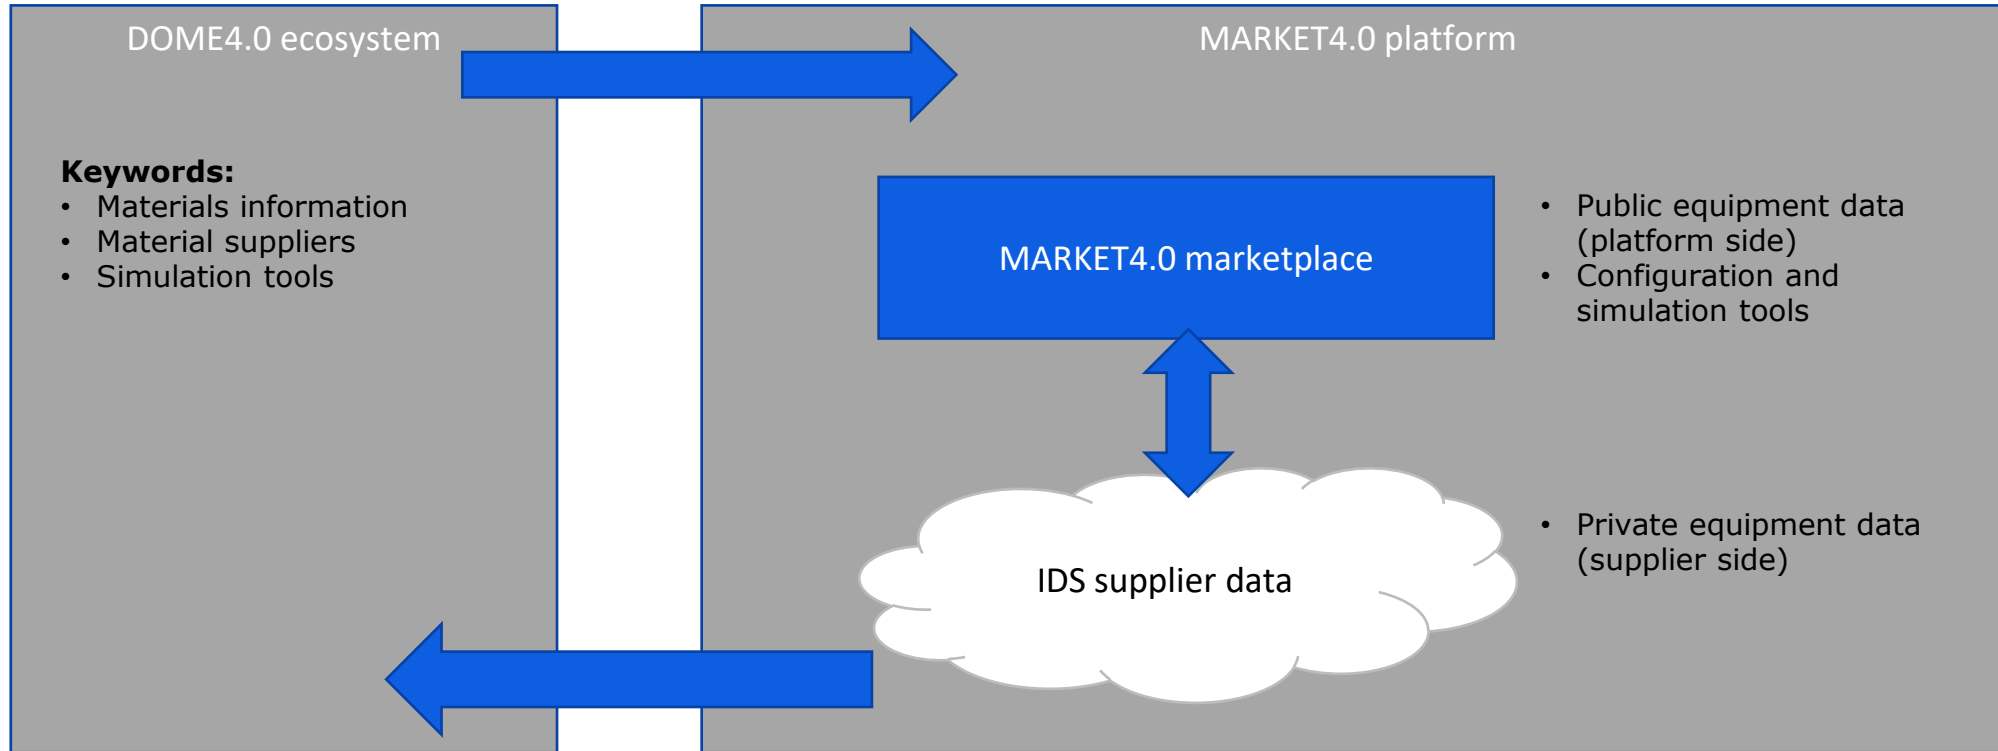 DOME4.0 ecosystem
Keywords:
• Materials information
• Material suppliers
• Simulation tools
MARKET4.0 platform
MARKET4.0 marketplace
• Public equipment data
(platform side)
• Configuration and
simulation tools
IDS supplier data
• Private equipment data
(supplier side)